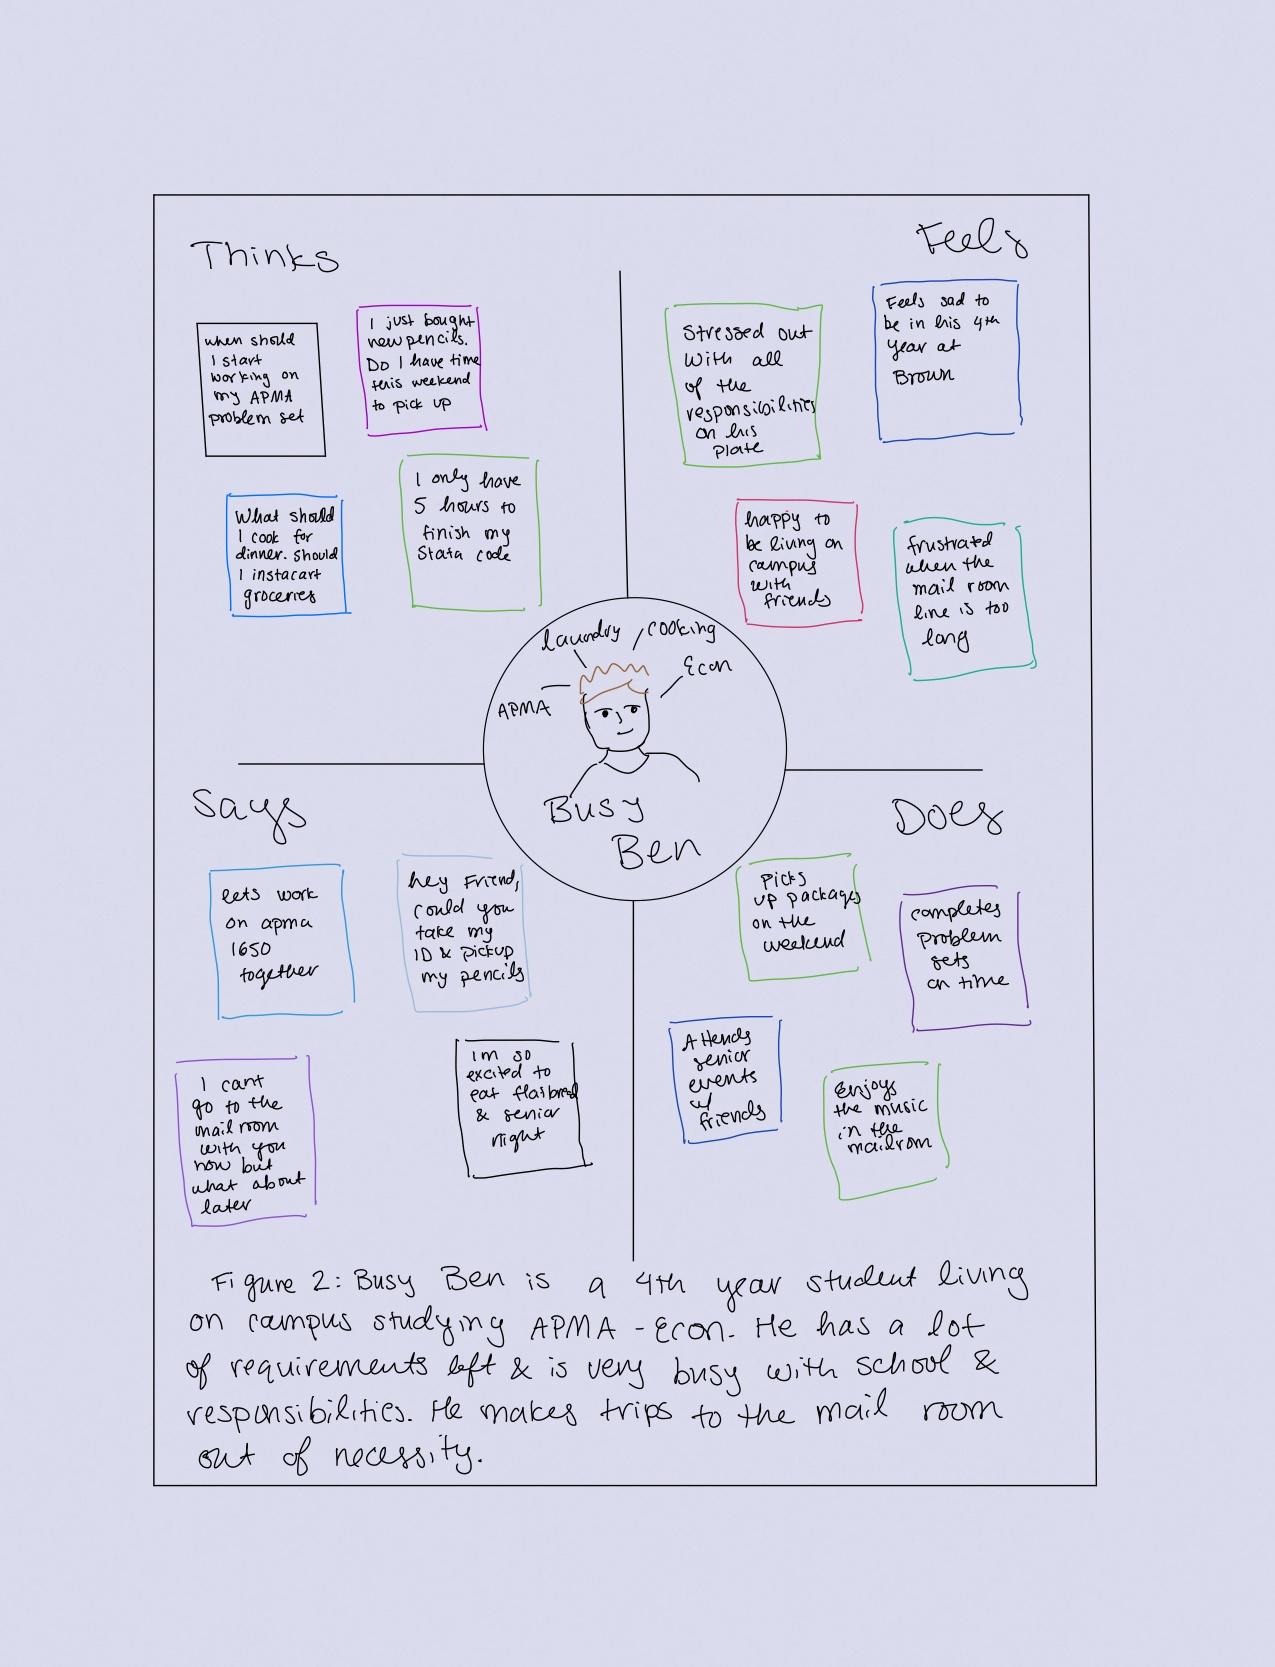 Thinks
when should
I start
working on
my APMA
problem set
I just bought
new pencils.
Do I have time
this weekend
to pick up
What should
I cook for
dinner. should
I instacart
groceries
I only have
5 hours to
finish my
Stata code
Feels
Stressed out
with all
of the
responsibilities
on his
plate
Feels sad to
be in his 4th
year at
Brown
happy to
be living on
campus
with
friends
frustrated
when the
mail room
line is too
long
laundry
cooking
Econ
APMA
Busy
Ben
Says
lets work
on apma
1650
together
hey Friend,
could you
take my
ID & pickup
my pencils
I cant
go to the
mail room
with you
now but
what about
later
im so
excited to
eat flatbread
& senior
night
Does
Picks
up packages
on the
weekend
completes
problem
sets
on time
Attends
senior
events
w/
friends
Enjoys
the music
in the
mailrom
Figure 2: Busy Ben is a 4th year student living
on campus studying APMA - Econ. He has a lot
of requirements left & is very busy with school &
responsibilities. He makes trips to the mail room
out of necessity.